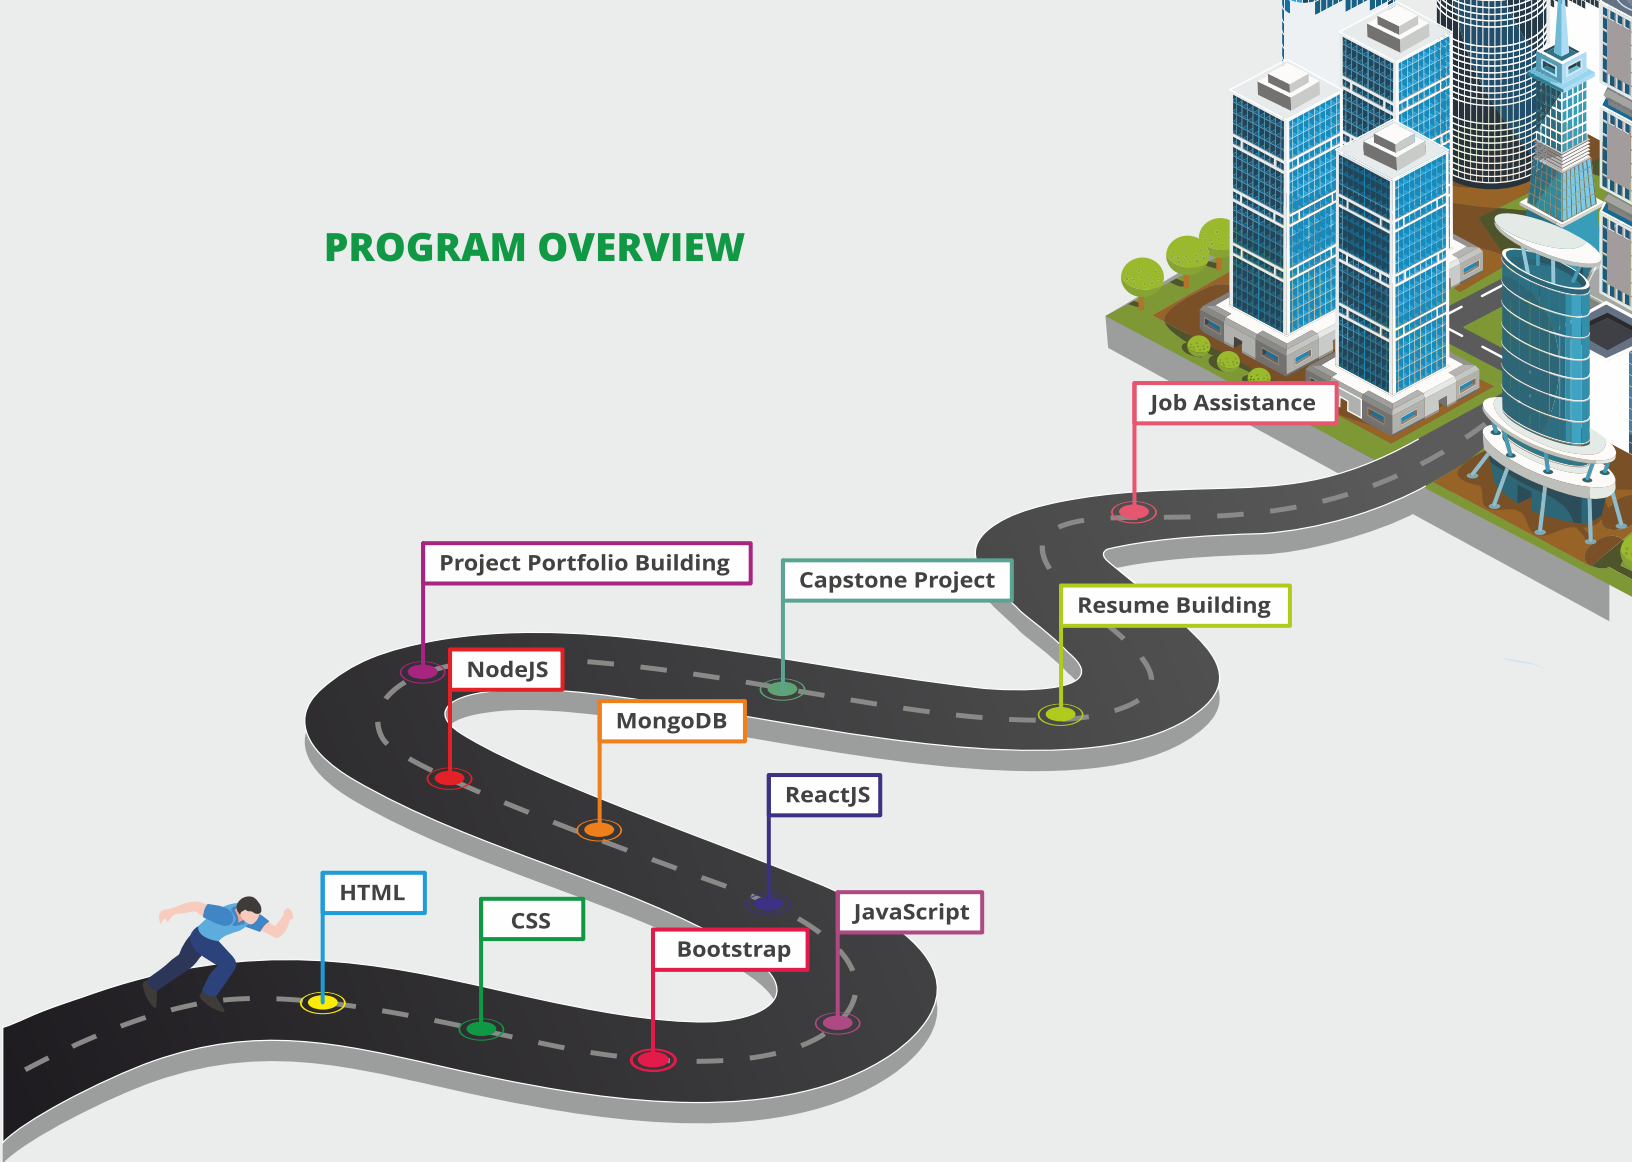 PROGRAM OVERVIEW
Job Assistance
Project Portfolio Building
Capstone Project
Resume Building
NodeJS
MongoDB
ReactJS
HTML
CSS
JavaScript
Bootstrap